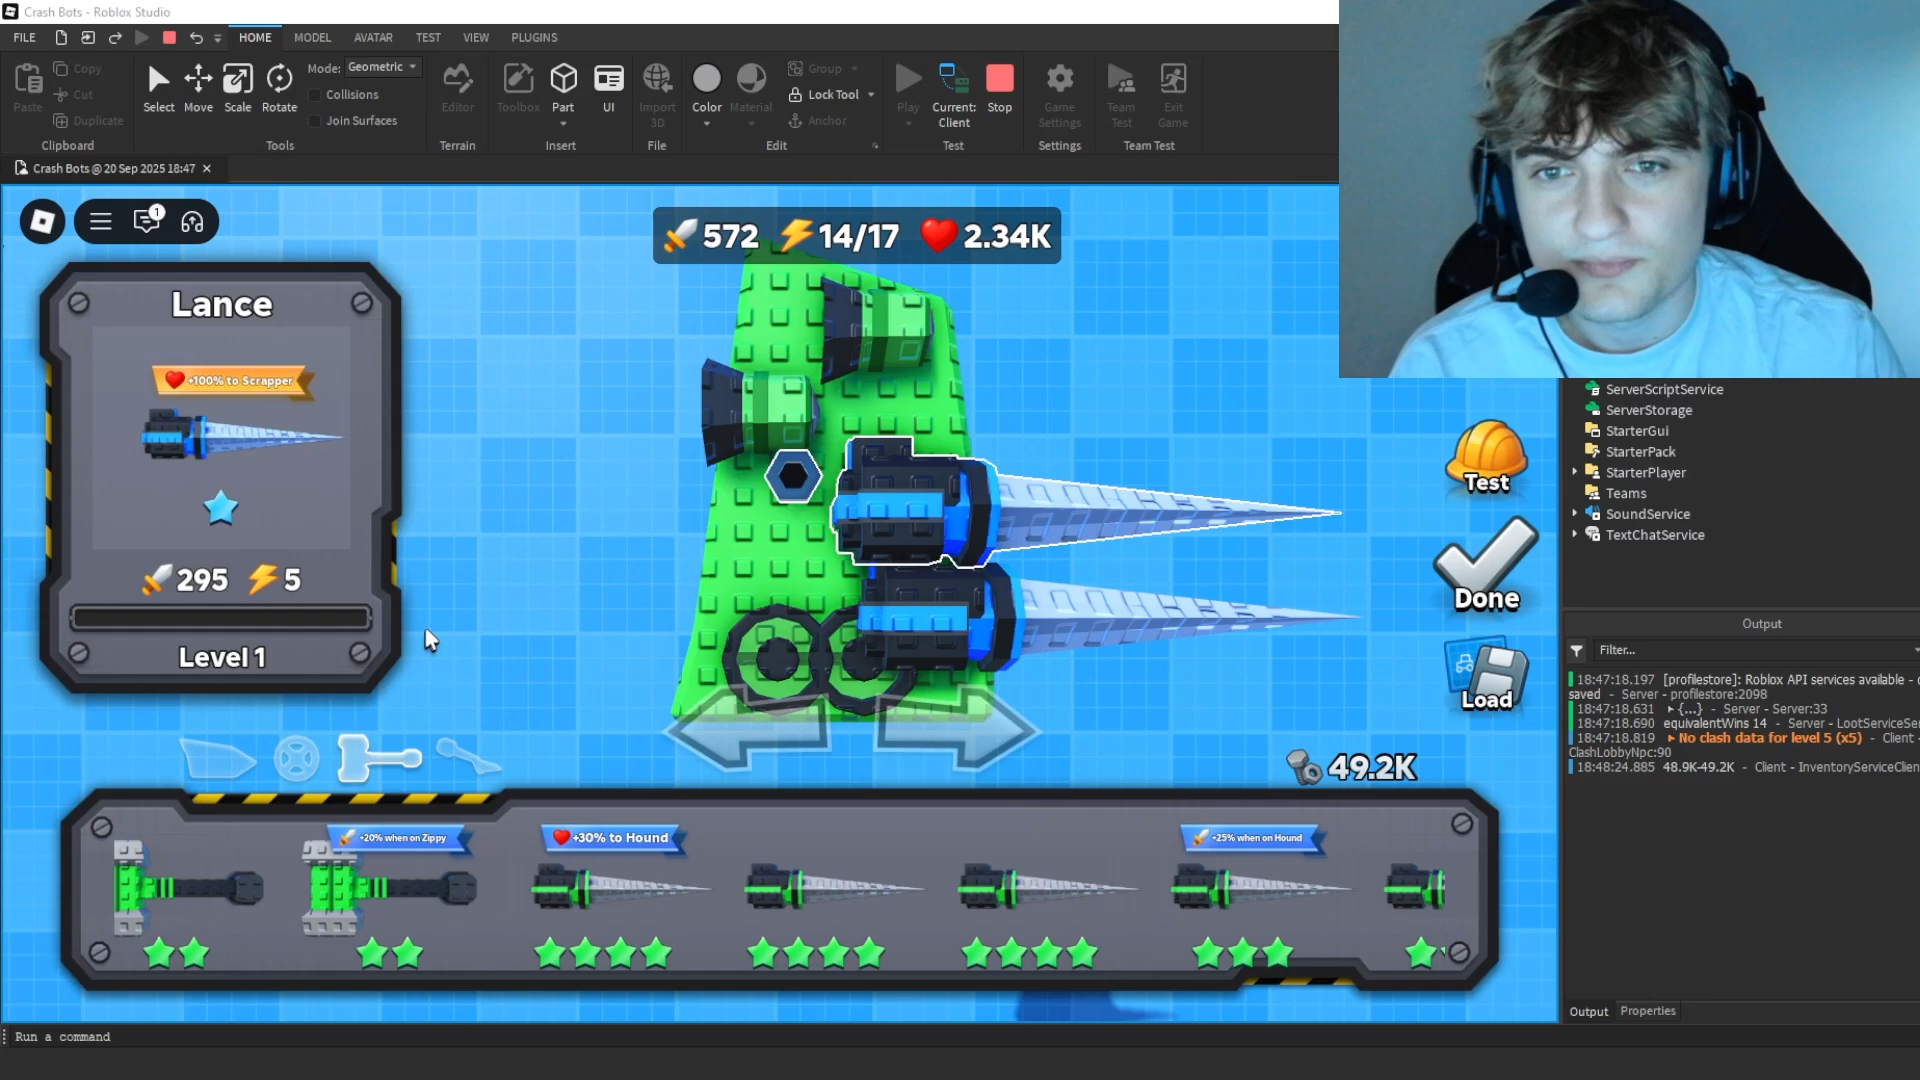 Crash Bots - Roblox Studio
FILE
HOME
MODEL
AVATAR
TEST
VIEW
PLUGINS
Paste
Copy
Cut
Duplicate
Clipboard
Select
Move
Scale
Rotate
Mode: Geometric
Collisions
Join Surfaces
Tools
Editor
Terrain
Toolbox
Part
UI
Insert
Import
3D
File
Color
Material
Group
Lock Tool
Anchor
Edit
Play
Current:
Client
Stop
Test
Game
Settings
Settings
Team
Test
Exit
Game
Team Test
Crash Bots @ 20 Sep 2025 18:47
1
572 14/17 2.34K
Lance
+100% to Scrapper
295 5
Level 1
Test
Done
Load
49.2K
+20% when on Zippy
+30% to Hound
+25% when on Hound
ServerScriptService
ServerStorage
StarterGui
StarterPack
StarterPlayer
Teams
SoundService
TextChatService
Output
Filter...
18:47:18.197 [profilestore]: Roblox API services available -
saved - Server - profilestore:2098
18:47:18.631 {...} - Server - Server:33
18:47:18.690 equivalentWins 14 - Server - LootServiceSe
18:47:18.819 No clash data for level 5 (x5) - Client -
ClashLobbyNpc:90
18:48:24.885 48.9K-49.2K - Client - InventoryServiceClien
Output
Properties
Run a command